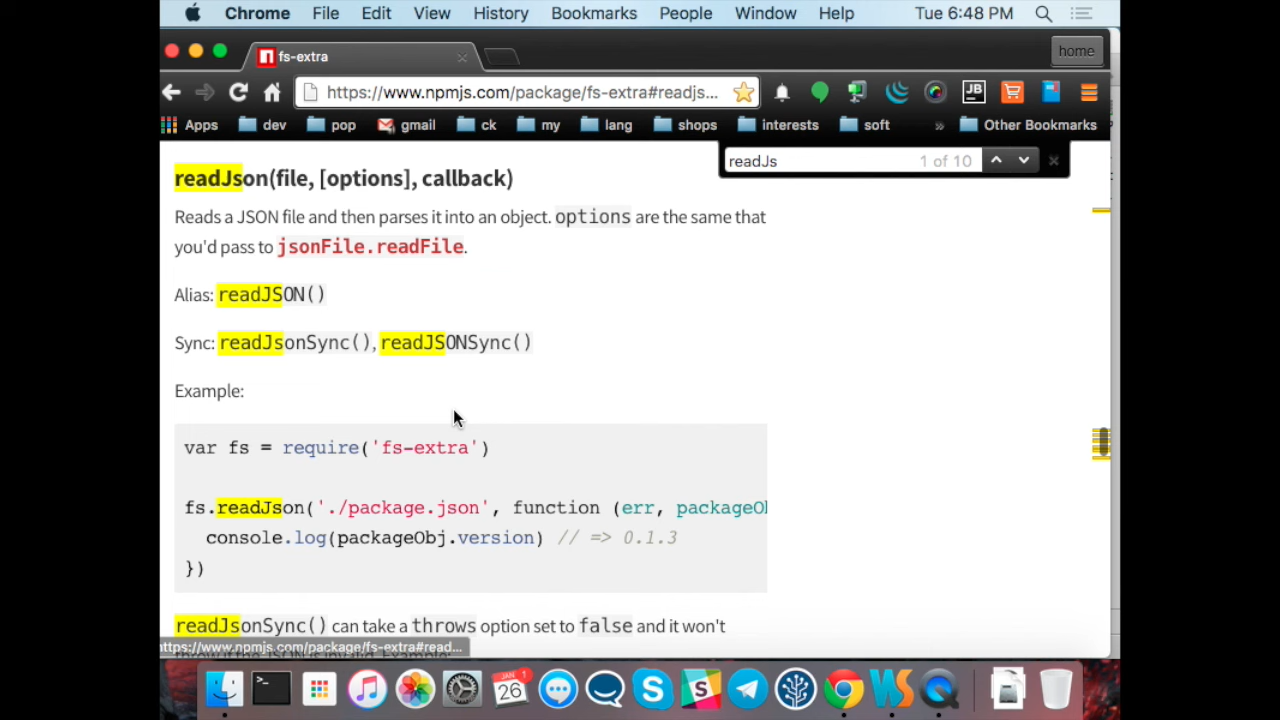 Chrome File Edit View History Bookmarks People Window Help Tue 6:48 PM
fs-extra
home
https://www.npmjs.com/package/fs-extra#readjs...
JB
Apps dev pop gmail ck my lang shops interests soft » Other Bookmarks
readJs 1 of 10
readJson(file, [options], callback)
Reads a JSON file and then parses it into an object. options are the same that
you'd pass to jsonFile.readFile.
Alias: readJSON()
Sync: readJsonSync(), readJSONSync()
Example:
var fs = require('fs-extra')
fs.readJson('./package.json', function (err, packageOb
console.log(packageObj.version) // => 0.1.3
})
readJsonSync() can take a throws option set to false and it won't
https://www.npmjs.com/package/fs-extra#read...
JAN 1
26